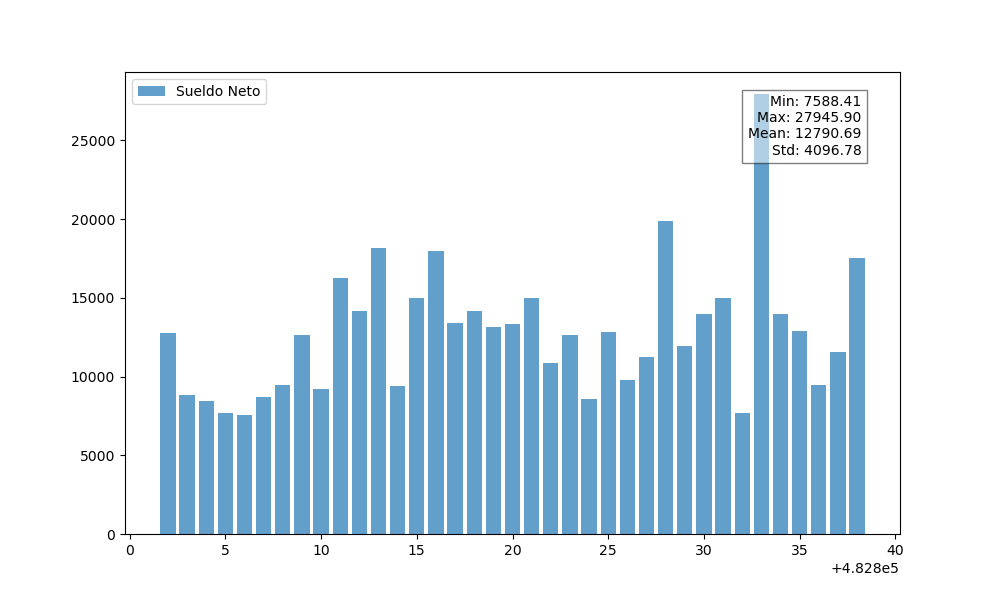 Sueldo Neto
Min: 7588.41
Max: 27945.90
Mean: 12790.69
Std: 4096.78
25000
20000
15000
10000
5000
0
0 5 10 15 20 25 30 35 40
+4.828e5